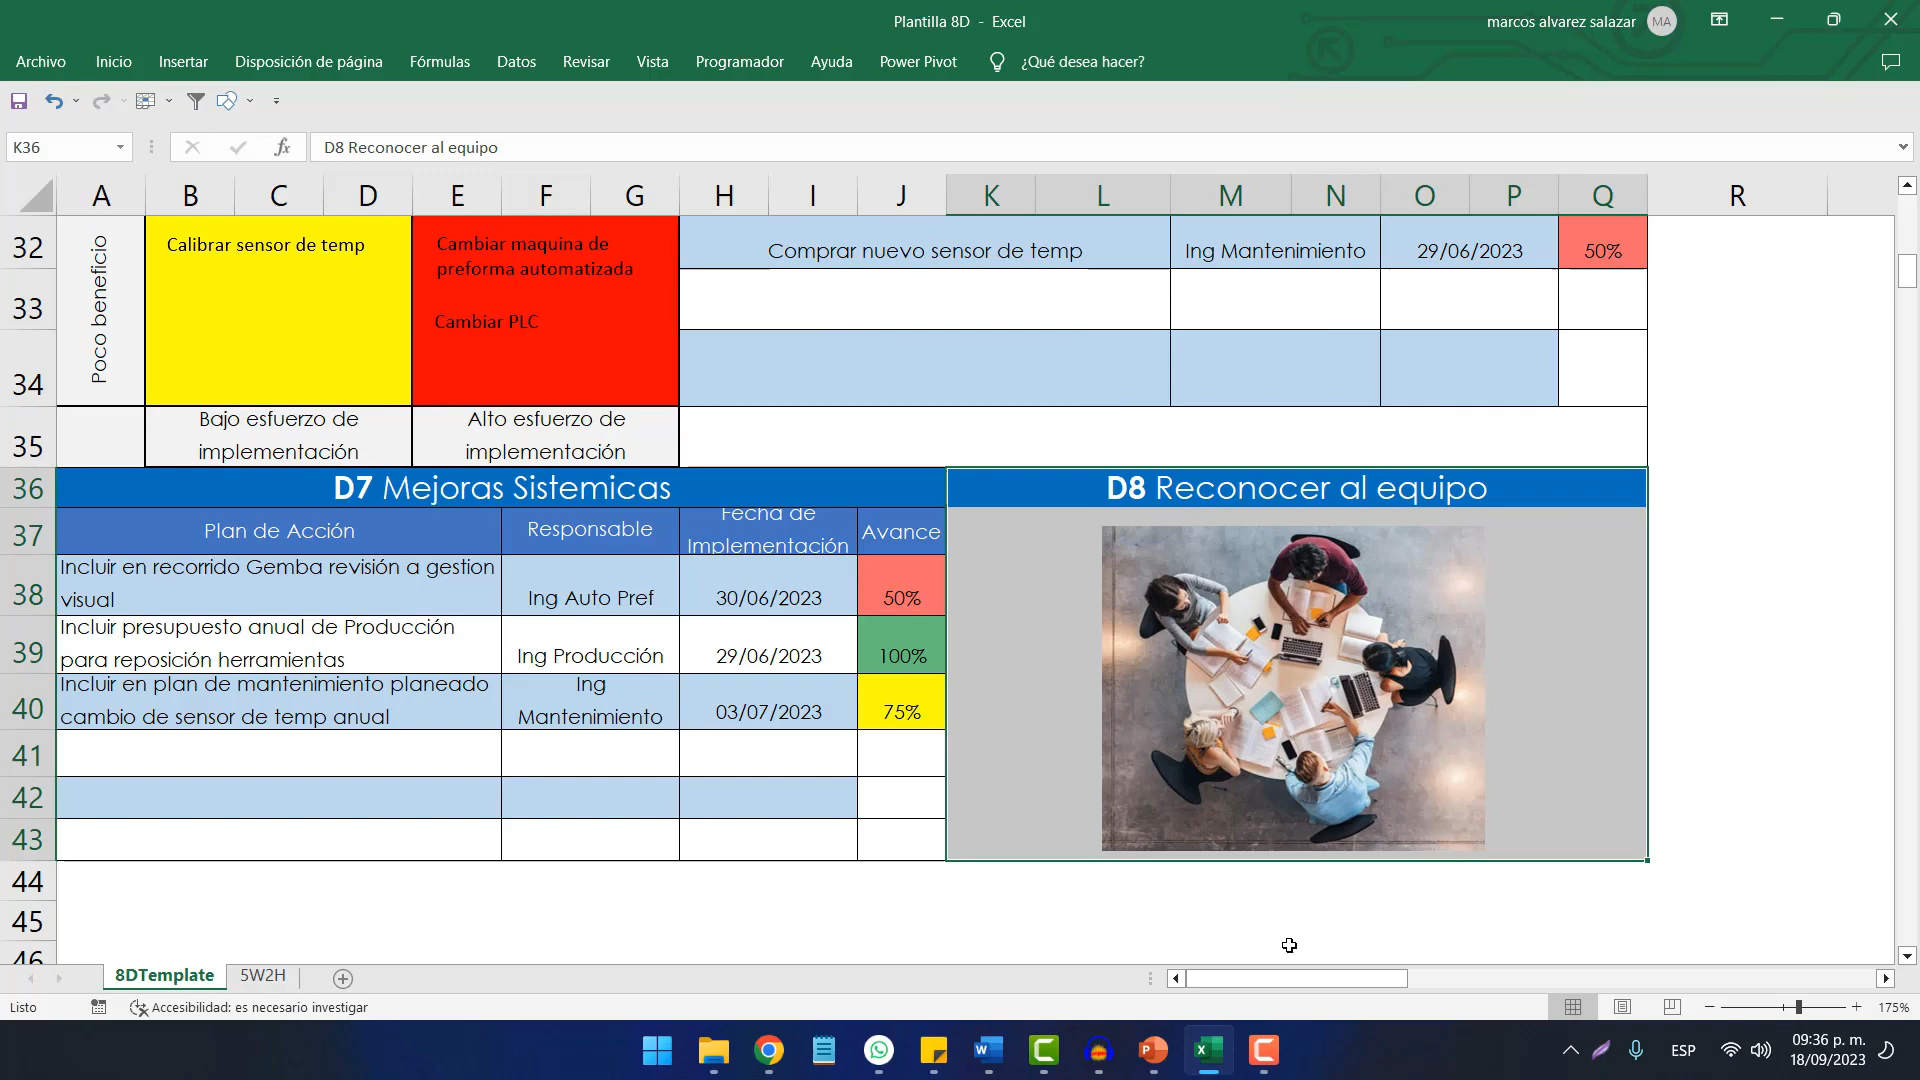 Plantilla 8D - Excel
marcos alvarez salazar
MA
Archivo
Inicio
Insertar
Disposición de página
Fórmulas
Datos
Revisar
Vista
Programador
Ayuda
Power Pivot
¿Qué desea hacer?
K36
fx
D8 Reconocer al equipo
A B C D E F G H I J K L M N O P Q R
32
Poco beneficio
Calibrar sensor de temp
Cambiar maquina de
preforma automatizada
Cambiar PLC
Comprar nuevo sensor de temp
Ing Mantenimiento
29/06/2023
50%
33
34
35
Bajo esfuerzo de
implementación
Alto esfuerzo de
implementación
36
D7 Mejoras Sistemicas
D8 Reconocer al equipo
37
Plan de Acción
Responsable
Fecha de
Implementación
Avance
38
Incluir en recorrido Gemba revisión a gestion
visual
Ing Auto Pref
30/06/2023
50%
39
Incluir presupuesto anual de Producción
para reposición herramientas
Ing Producción
29/06/2023
100%
40
Incluir en plan de mantenimiento planeado
cambio de sensor de temp anual
Ing
Mantenimiento
03/07/2023
75%
41
42
43
44
45
46
8DTemplate
5W2H
Listo
Accesibilidad: es necesario investigar
175%
ESP
09:36 p. m.
18/09/2023